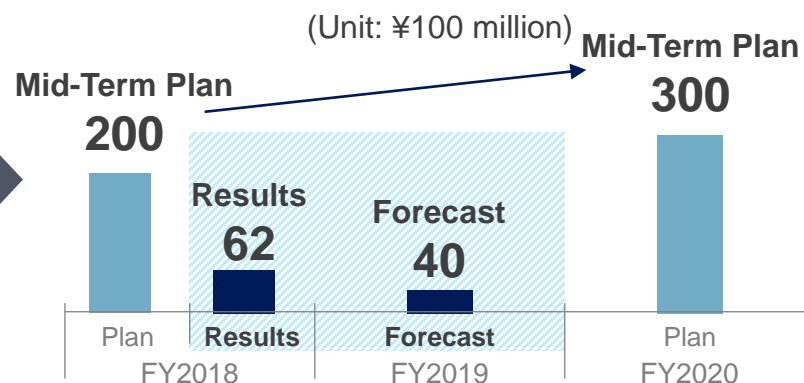 (Unit: ¥100 million)
Mid-Term Plan
300
Mid-Term Plan
200
Results
62
Forecast
40
Plan Results Forecast Plan
FY2018 FY2019 FY2020